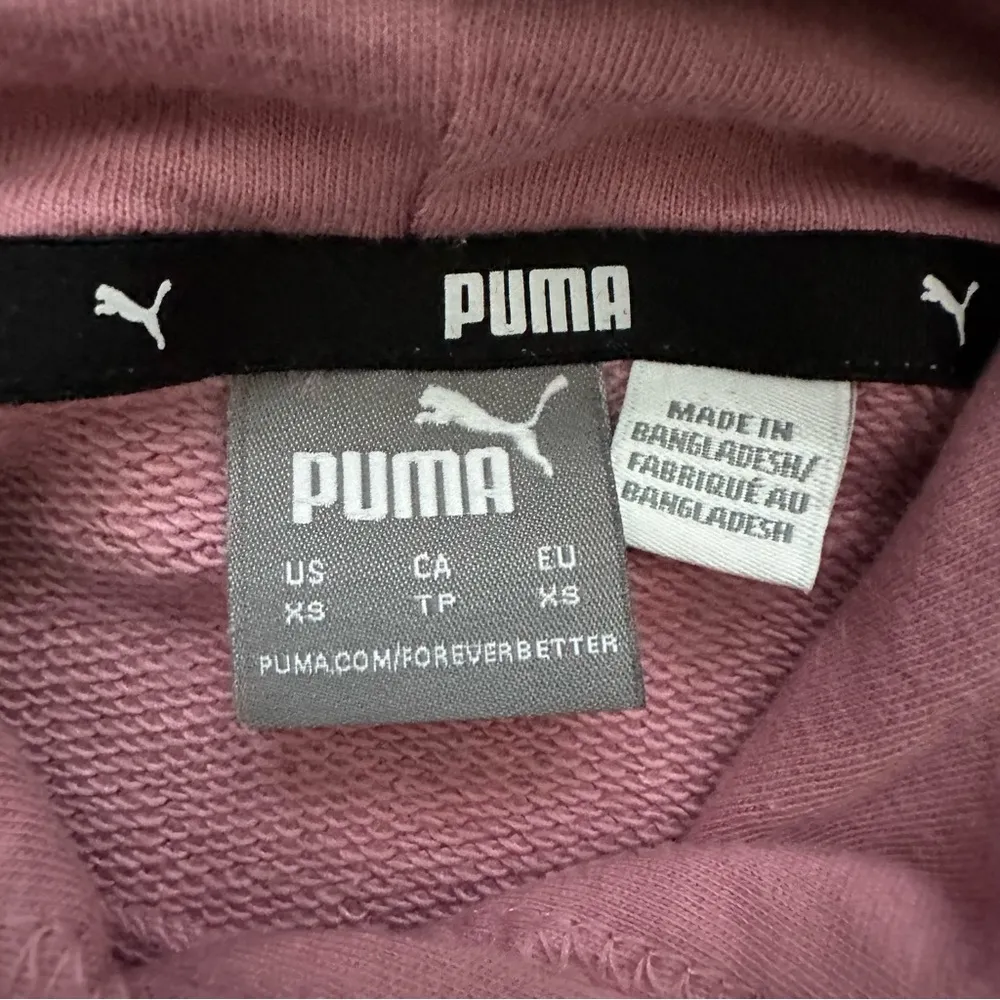 PUMA
PUMA
US CA EU
XS TP XS
PUMA.COM/FOREVERBETTER
MADE IN
BANGLADESH/
FABRIQUÉ AU
BANGLADESH